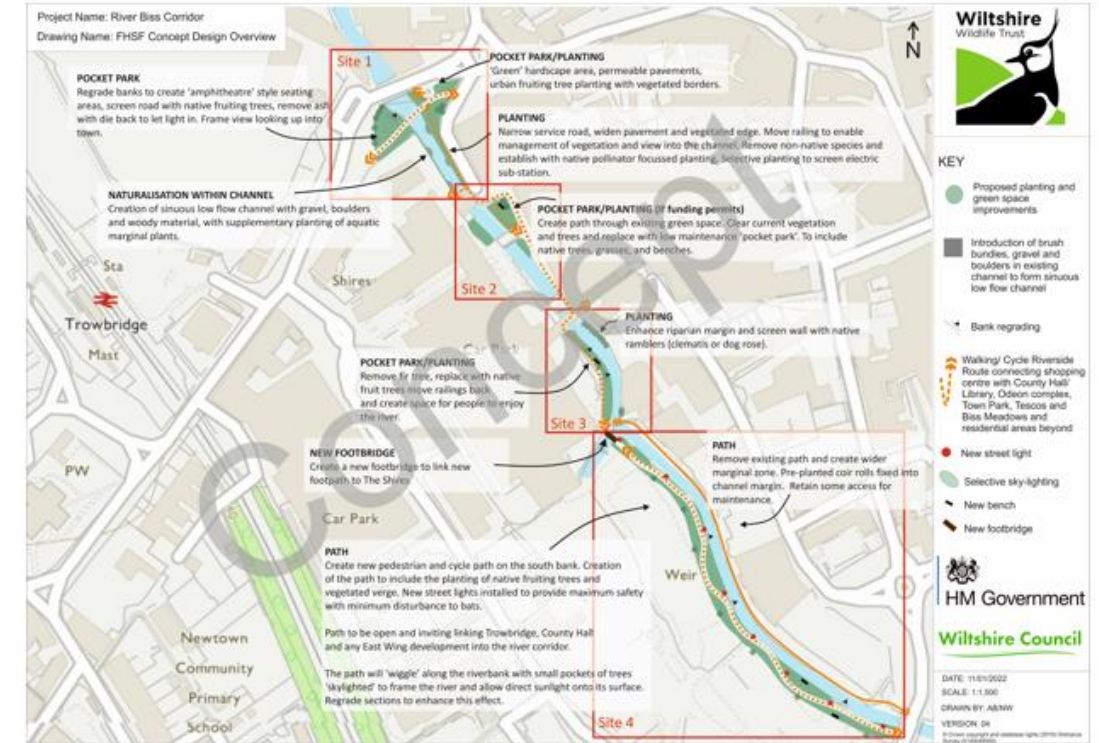 Project Name: River Biss Corridor
Drawing Name: FHSF Concept Design Overview
N
Site 1
POCKET PARK
Regrade banks to create 'amphitheatre' style seating
areas, screen road with native fruiting trees, remove ash
with die back to let light in. Frame view looking up into
town.
POCKET PARK/PLANTING
'Green' hardscape area, permeable pavements,
urban fruiting tree planting with vegetated borders.
PLANTING
Narrow service road, widen pavement and vegetated edge. Move railing to enable
management of vegetation and view into the channel. Remove non-native species and
establish with native pollinator focussed planting. Selective planting to screen electric
sub-station.
NATURALISATION WITHIN CHANNEL
Creation of sinuous low flow channel with gravel, boulders
and woody material, with supplementary planting of aquatic
marginal plants.
POCKET PARK/PLANTING (If funding permits)
Create path through existing green space. Clear current vegetation
and trees and replace with low maintenance 'pocket park'. To include
native trees, grasses, and benches.
Site 2
Sta
Shires
Trowbridge
Mast
Car Park
PLANTING
Enhance riparian margin and screen wall with native
ramblers (clematis or dog rose).
POCKET PARK/PLANTING
Remove fir tree, replace with native
fruit trees move railings back
and create space for people to enjoy
the river.
Site 3
NEW FOOTBRIDGE
Create a new footbridge to link new
footpath to The Shires
PATH
Remove existing path and create wider
marginal zone. Pre-planted coir rolls fixed into
channel margin. Retain some access for
maintenance.
PW
Car Park
PATH
Create new pedestrian and cycle path on the south bank. Creation
of the path to include the planting of native fruiting trees and
vegetated verge. New street lights installed to provide maximum safety
with minimum disturbance to bats.
Path to be open and inviting linking Trowbridge, County Hall
and any East Wing development into the river corridor.
The path will 'wiggle' along the riverbank with small pockets of trees
'skylighted' to frame the river and allow direct sunlight onto its surface.
Regrade sections to enhance this effect.
Weir
Newtown
Community
Primary
School
Site 4
Concept
Wiltshire
Wildlife Trust
KEY
Proposed planting and
green space
improvements
Introduction of brush
bundles, gravel and
boulders in existing
channel to form sinuous
low flow channel
Bank regrading
Walking/ Cycle Riverside
Route connecting shopping
centre with County Hall/
Library, Odeon complex,
Town Park, Tescos and
Biss Meadows and
residential areas beyond
New street light
Selective sky-lighting
New bench
New footbridge
HM Government
Wiltshire Council
DATE: 11/01/2022
SCALE: 1:1,500
DRAWN BY: AB/NW
VERSION: 04